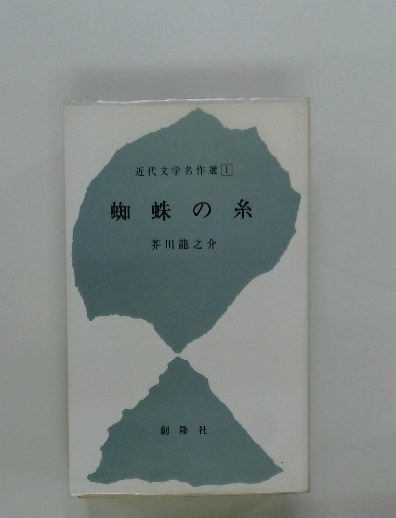 近代文学名作選1
蜘蛛の糸
芥川龍之介
創隆社